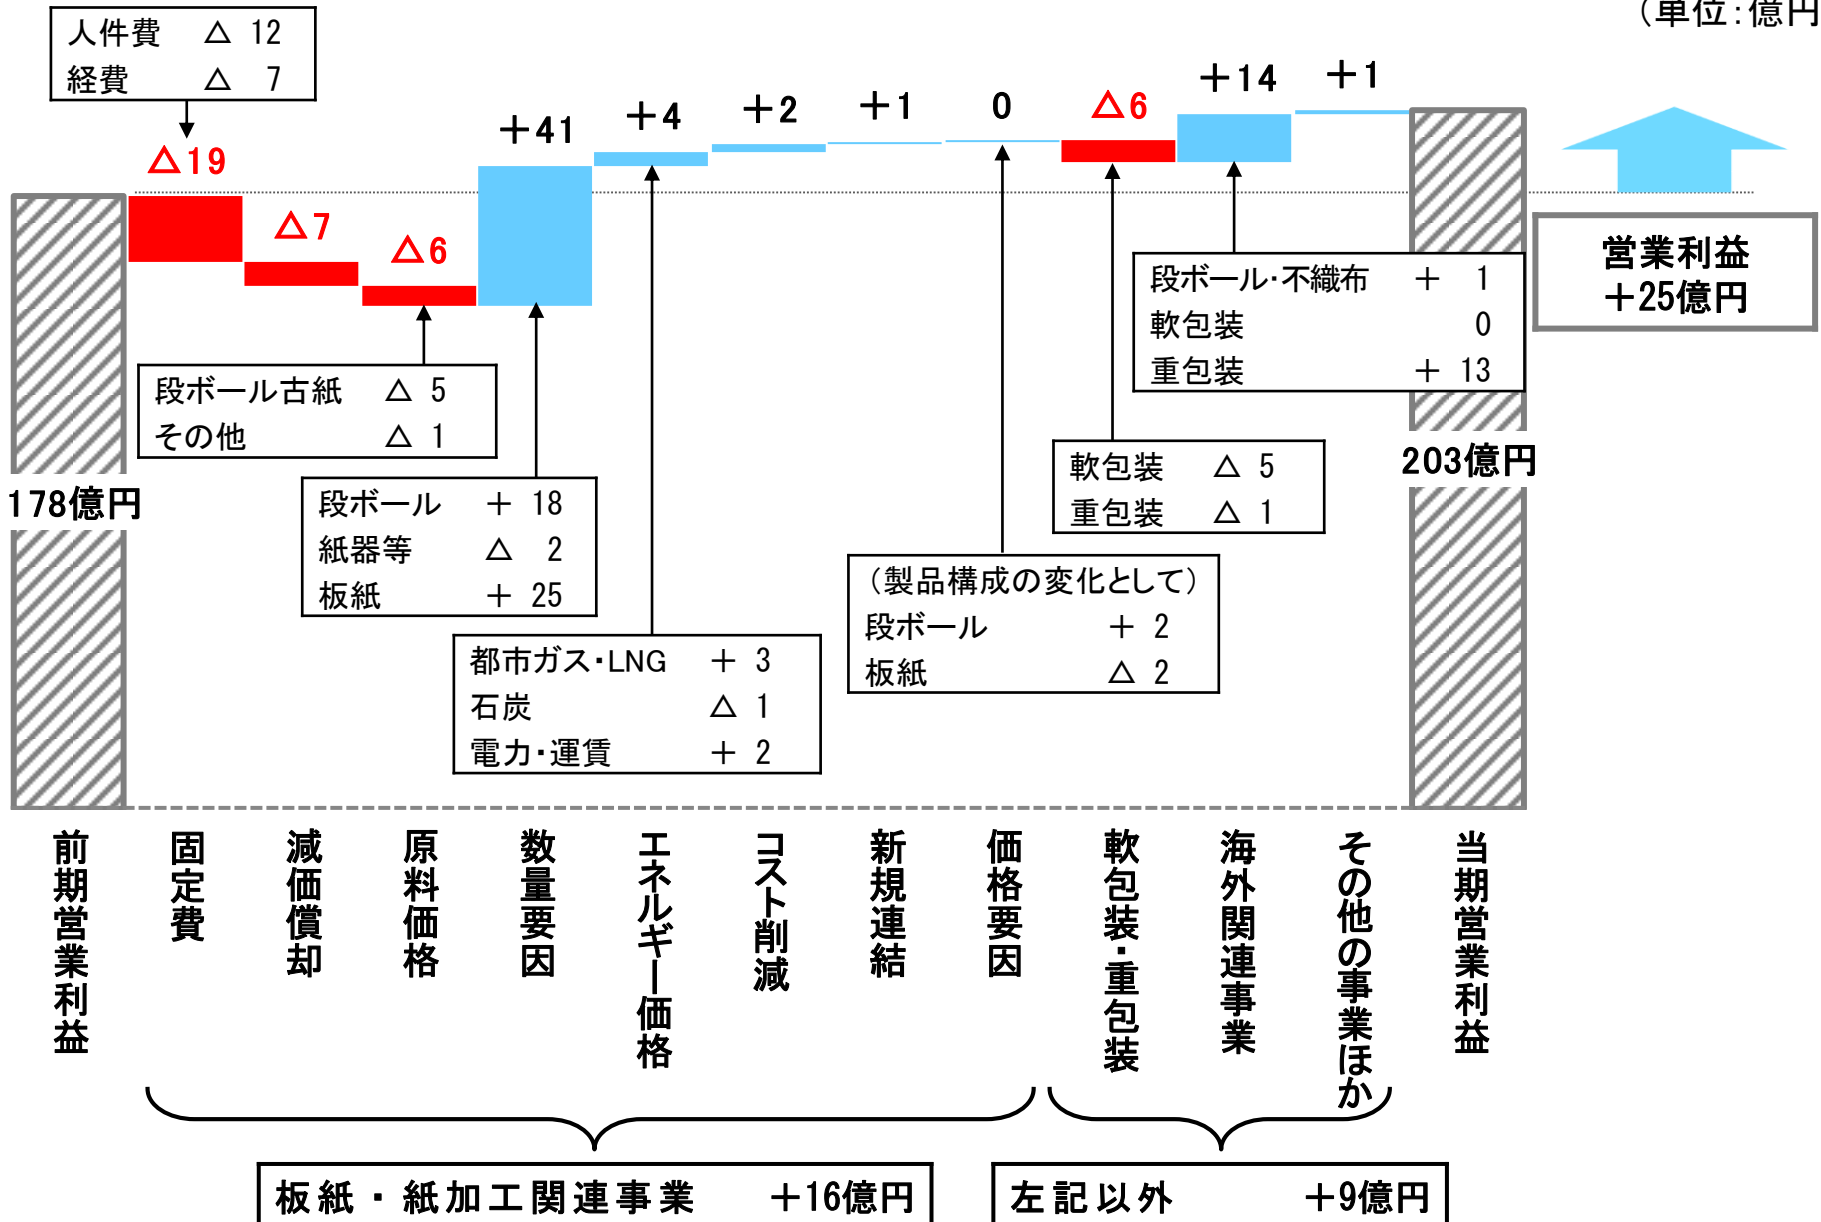 （単位：億円
人件費 △ 12
経費 △ 7
△19
△7
△6
＋41
＋4
＋2
＋1
0
△6
＋14
＋1
営業利益
＋25億円
段ボール・不織布 ＋ 1
軟包装 0
重包装 ＋ 13
段ボール古紙 △ 5
その他 △ 1
軟包装 △ 5
重包装 △ 1
178億円
203億円
段ボール ＋ 18
紙器等 △ 2
板紙 ＋ 25
（製品構成の変化として）
段ボール ＋ 2
板紙 △ 2
都市ガス・LNG ＋ 3
石炭 △ 1
電力・運賃 ＋ 2
前期営業利益
固定費
減価償却
原料価格
数量要因
エネルギー価格
コスト削減
新規連結
価格要因
軟包装・重包装
海外関連事業
その他の事業ほか
当期営業利益
板紙・紙加工関連事業 ＋16億円
左記以外 ＋9億円